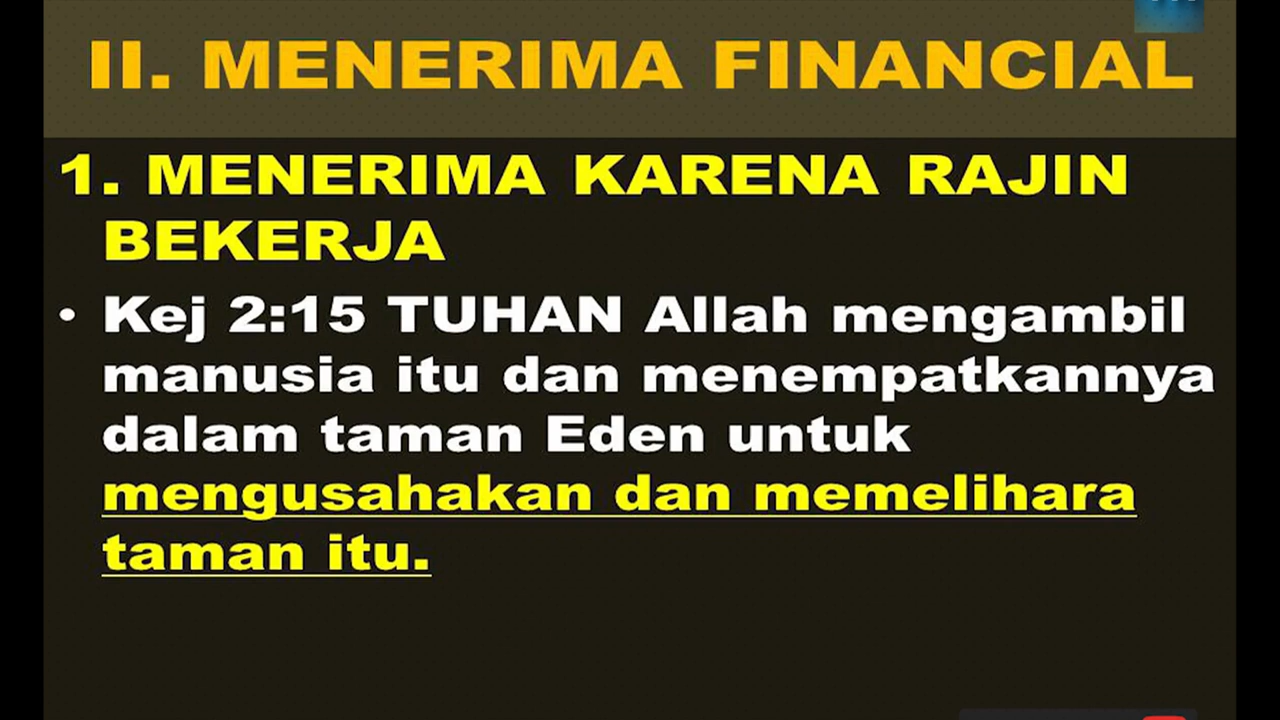 II. MENERIMA FINANCIAL
1. MENERIMA KARENA RAJIN
BEKERJA
• Kej 2:15 TUHAN Allah mengambil
manusia itu dan menempatkannya
dalam taman Eden untuk
mengusahakan dan memelihara
taman itu.